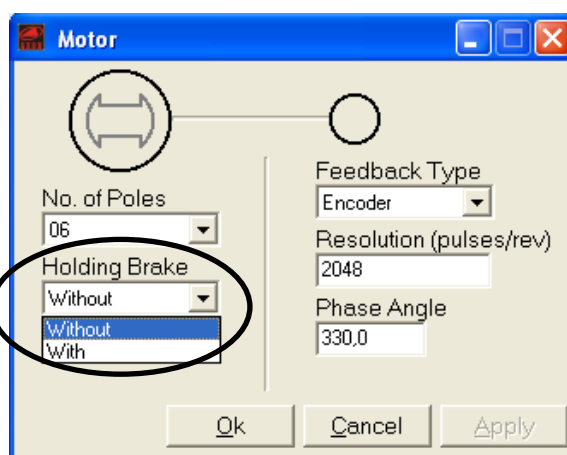 Motor
No. of Poles
06
Holding Brake
Without
Without
With
Feedback Type
Encoder
Resolution (pulses/rev)
2048
Phase Angle
330,0
Ok
Cancel
Apply